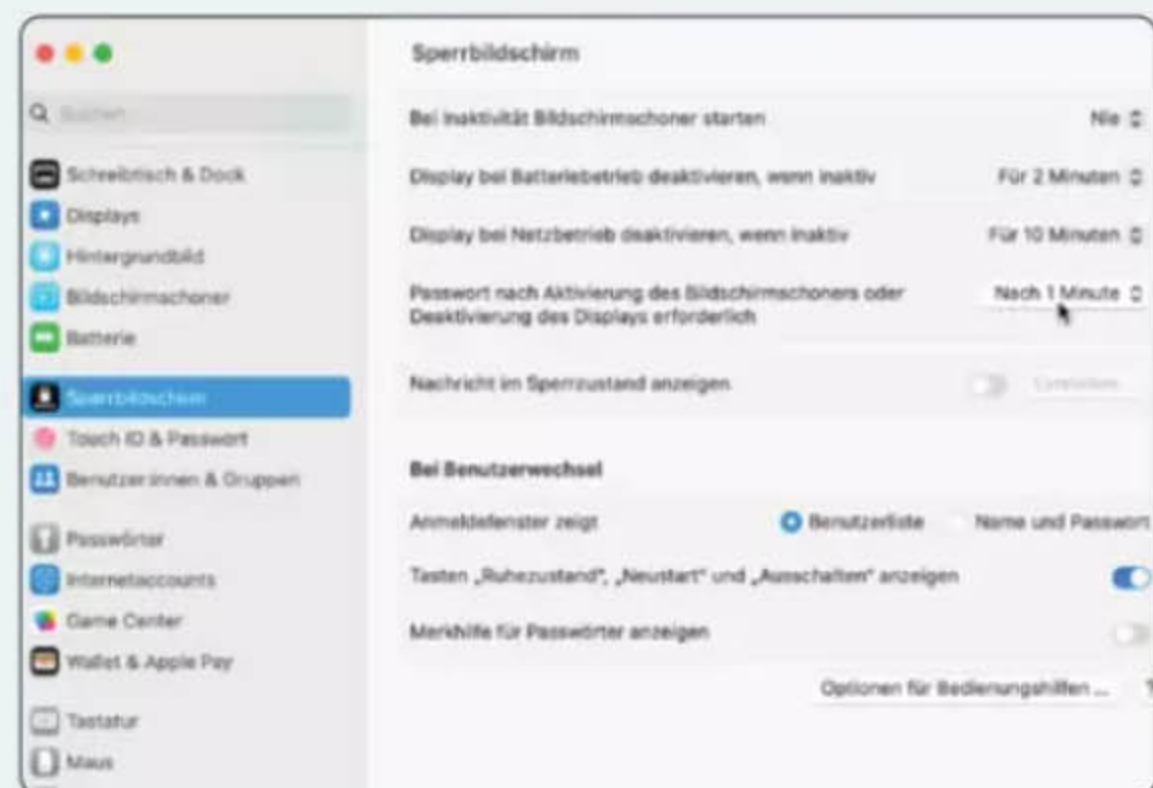 Sperrbildschirm
Suchen
Schreibtisch & Dock
Displays
Hintergrundbild
Bildschirmschoner
Batterie
Sperrbildschirm
Touch ID & Passwort
Benutzer:innen & Gruppen
Passwörter
Internetaccounts
Game Center
Wallet & Apple Pay
Tastatur
Maus
Bei Inaktivität Bildschirmschoner starten Nie
Display bei Batteriebetrieb deaktivieren, wenn inaktiv Für 2 Minuten
Display bei Netzbetrieb deaktivieren, wenn inaktiv Für 10 Minuten
Passwort nach Aktivierung des Bildschirmschoners oder Nach 1 Minute
Deaktivierung des Displays erforderlich
Nachricht im Sperrzustand anzeigen
Bei Benutzerwechsel
Anmeldefenster zeigt Benutzerliste Name und Passwort
Tasten „Ruhezustand“, „Neustart“ und „Ausschalten“ anzeigen
Merkhilfe für Passwörter anzeigen
Optionen für Bedienungshilfen ... ?